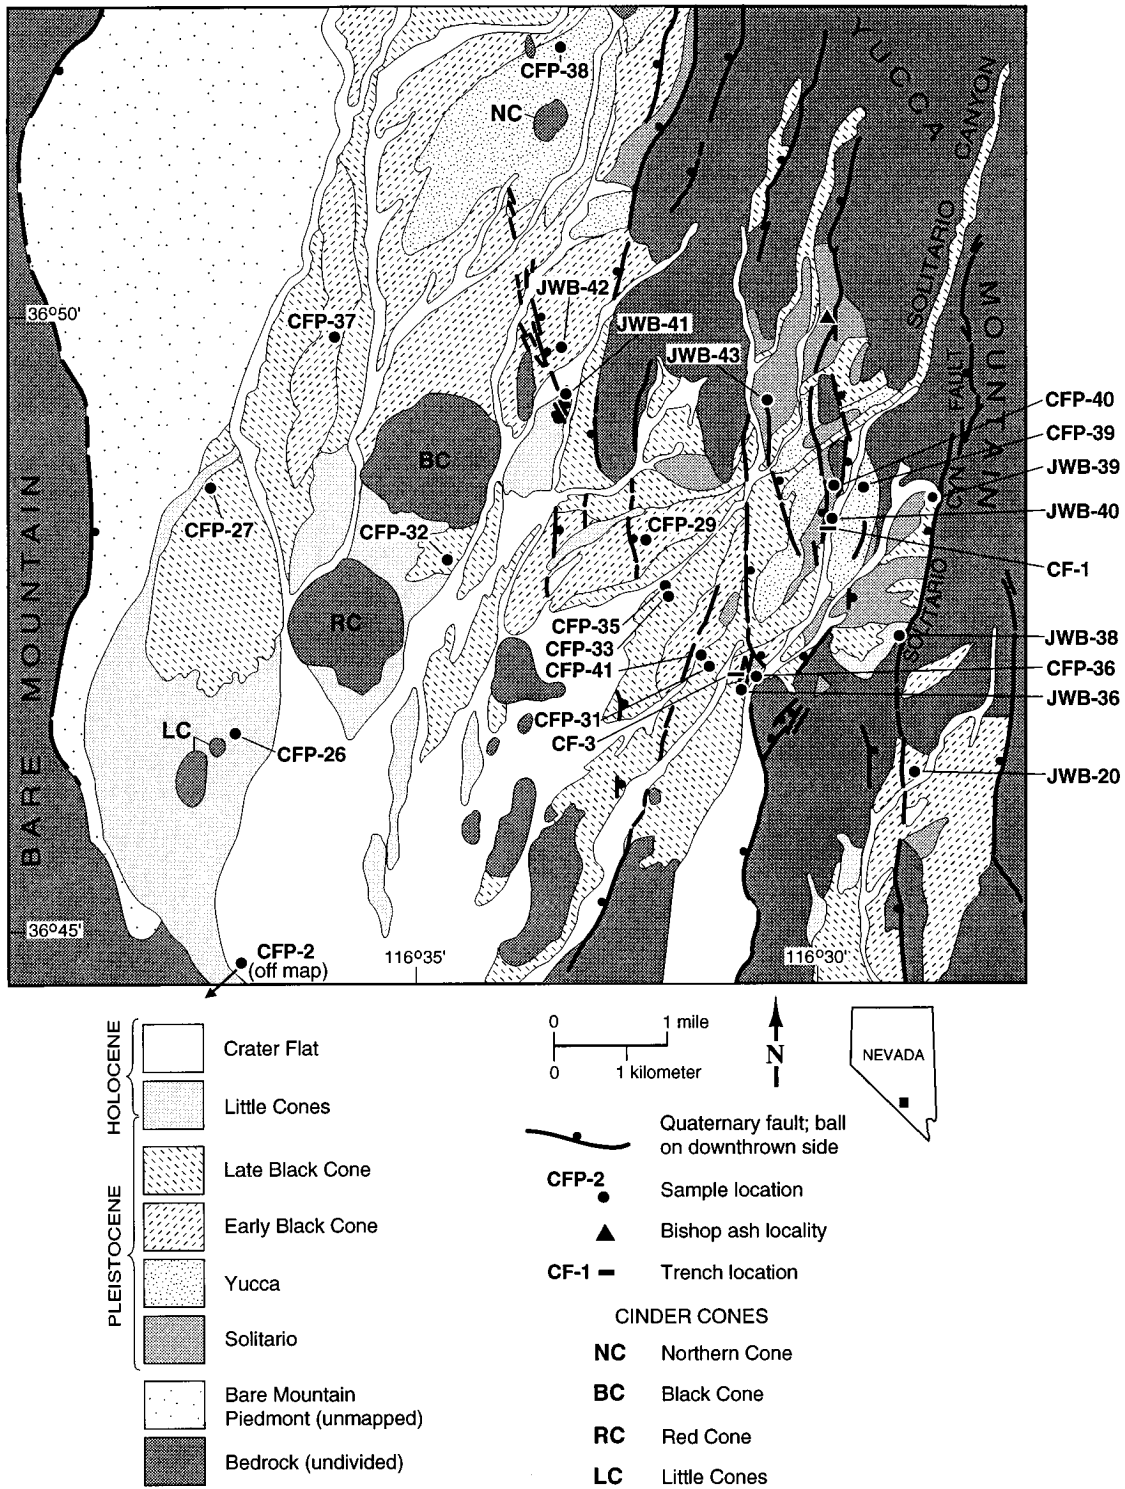 CFP-38
NC
YUCCA
MOUNTAIN
SOLITARIO
CANYON
36°50'
CFP-37
JWB-42
JWB-41
JWB-43
FAULT
CYN
SOLITARIO
BC
CFP-40
CFP-39
JWB-39
JWB-40
CF-1
CFP-27
CFP-32
CFP-29
RC
CFP-35
CFP-33
CFP-41
JWB-38
CFP-36
JWB-36
CFP-31
CF-3
LC
CFP-26
JWB-20
BARE MOUNTAIN
36°45'
CFP-2
(off map)
116°35'
116°30'
HOLOCENE
PLEISTOCENE
Crater Flat
Little Cones
Late Black Cone
Early Black Cone
Yucca
Solitario
Bare Mountain
Piedmont (unmapped)
Bedrock (undivided)
0 1 mile
0 1 kilometer
N
NEVADA
Quaternary fault; ball
on downthrown side
CFP-2 Sample location
Bishop ash locality
CF-1 Trench location
CINDER CONES
NC Northern Cone
BC Black Cone
RC Red Cone
LC Little Cones